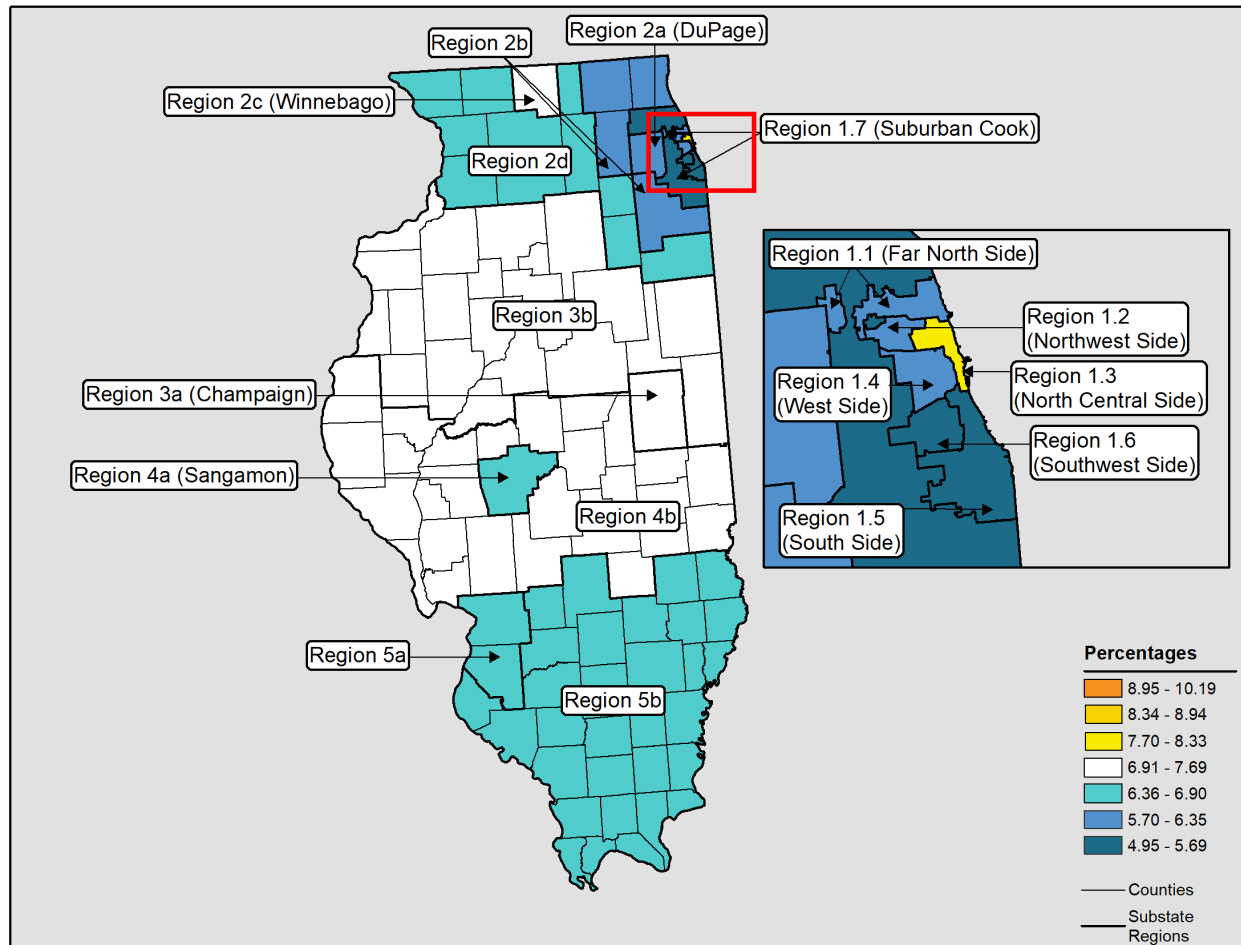 Region 2a (DuPage)
Region 2b
Region 2c (Winnebago)
Region 1.7 (Suburban Cook)
Region 2d
Region 1.1 (Far North Side)
Region 1.2
(Northwest Side)
Region 3b
Region 1.3
(North Central Side)
Region 1.4
(West Side)
Region 3a (Champaign)
Region 1.6
(Southwest Side)
Region 4a (Sangamon)
Region 4b
Region 1.5
(South Side)
Region 5a
Region 5b
Percentages
8.95 - 10.19
8.34 - 8.94
7.70 - 8.33
6.91 - 7.69
6.36 - 6.90
5.70 - 6.35
4.95 - 5.69
Counties
Substate
Regions